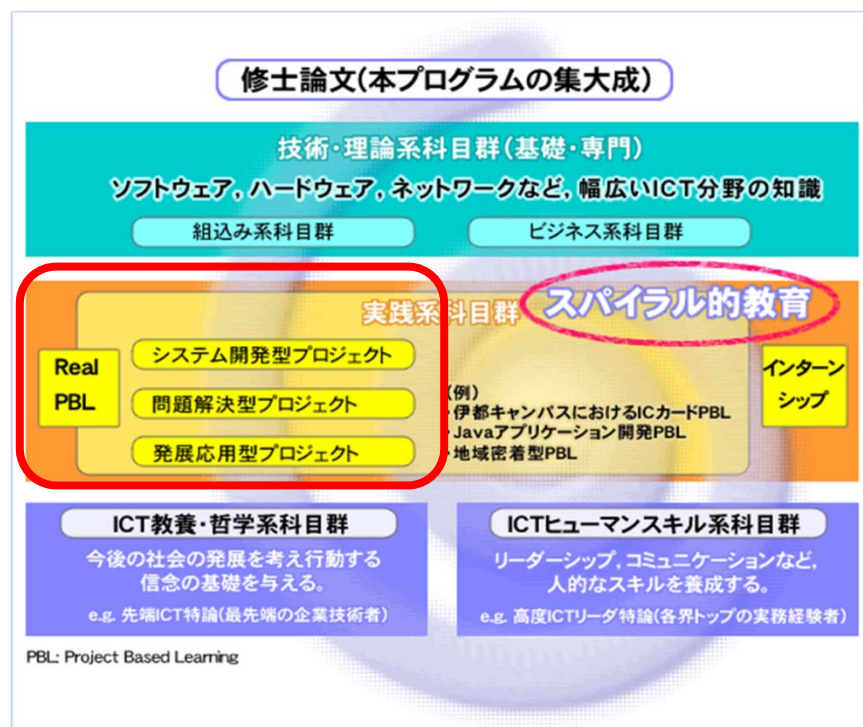 修士論文(本プログラムの集大成)
技術・理論系科目群(基礎・専門)
ソフトウェア, ハードウェア, ネットワークなど, 幅広いICT分野の知識
組込み系科目群
ビジネス系科目群
実践系科目群
スパイラル的教育
Real
PBL
システム開発型プロジェクト
問題解決型プロジェクト
発展応用型プロジェクト
(例)
・伊都キャンパスにおけるICカードPBL
・Javaアプリケーション開発PBL
・地域密着型PBL
インターン
シップ
ICT教養・哲学系科目群
今後の社会の発展を考え行動する
信念の基礎を与える。
e.g. 先端ICT特論(最先端の企業技術者)
ICTヒューマンスキル系科目群
リーダーシップ, コミュニケーションなど,
人的なスキルを養成する。
e.g. 高度ICTリーダ特論(各界トップの実務経験者)
PBL: Project Based Learning